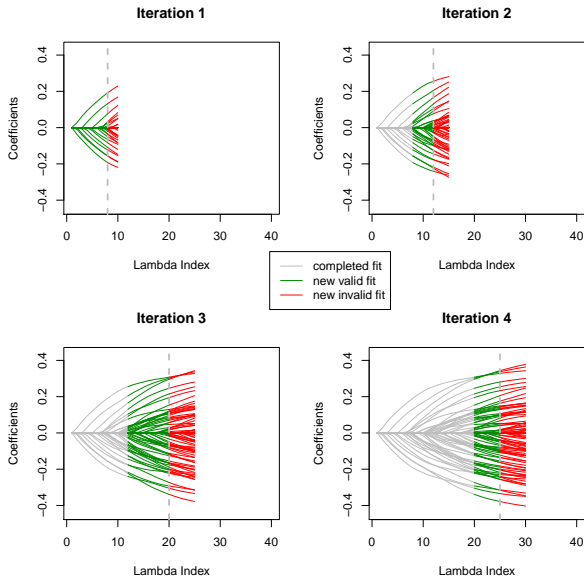 Iteration 1
Coefficients
0.4
0.2
0.0
−0.2
−0.4
0 10 20 30 40
Lambda Index
Iteration 2
Coefficients
0.4
0.2
0.0
−0.2
−0.4
0 10 20 30 40
Lambda Index
completed fit
new valid fit
new invalid fit
Iteration 3
Coefficients
0.4
0.2
0.0
−0.2
−0.4
0 10 20 30 40
Lambda Index
Iteration 4
Coefficients
0.4
0.2
0.0
−0.2
−0.4
0 10 20 30 40
Lambda Index